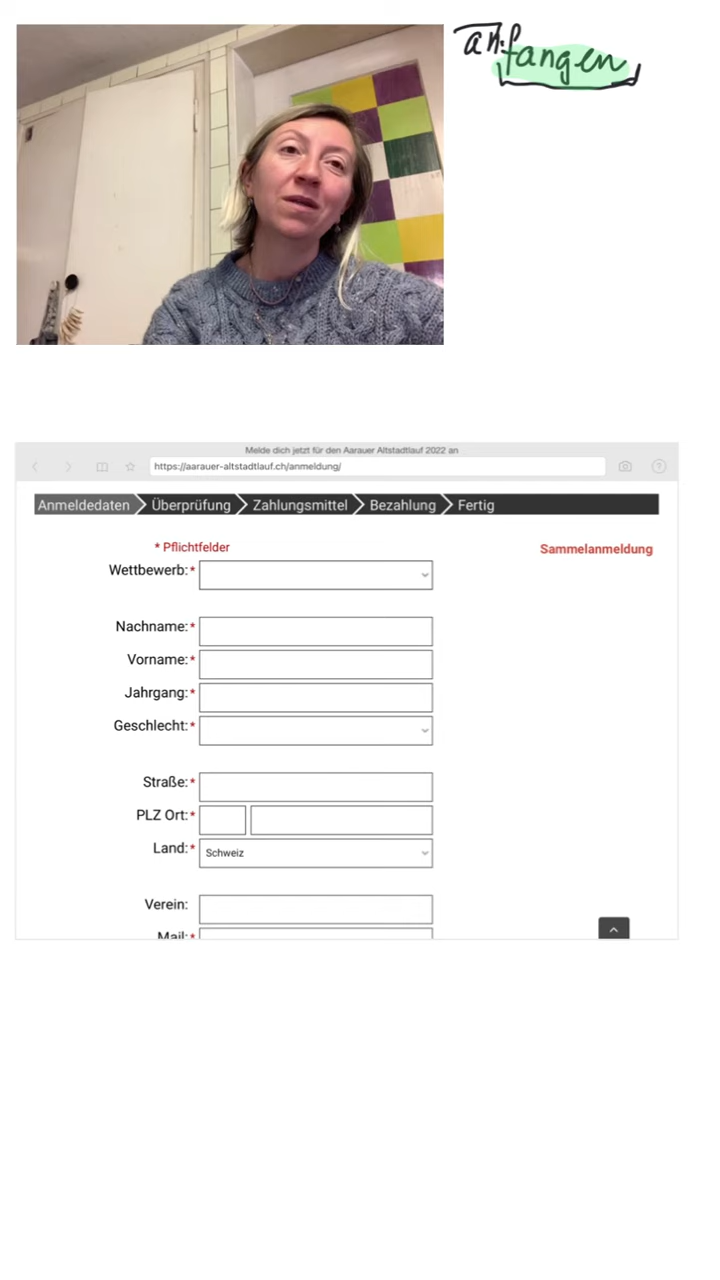 an.fangen
Melde dich jetzt für den Aarauer Altstadtlauf 2022 an
https://aarauer-altstadtlauf.ch/anmeldung/
Anmeldedaten Überprüfung Zahlungsmittel Bezahlung Fertig
* Pflichtfelder Sammelanmeldung
Wettbewerb:*
Nachname:*
Vorname:*
Jahrgang:*
Geschlecht:*
Straße:*
PLZ Ort:*
Land:* Schweiz
Verein:
Mail:*